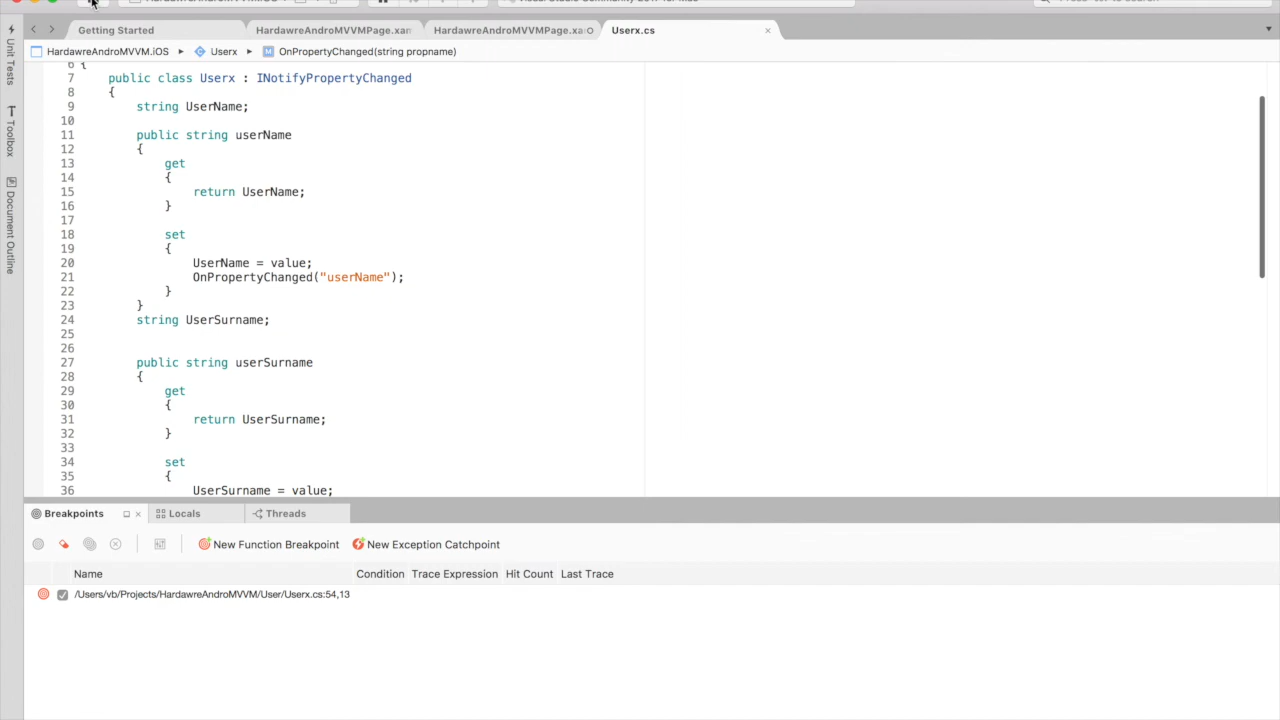 Getting Started
HardawreAndroMVVMPage.xan
HardawreAndroMVVMPage.xa
Userx.cs
HardawreAndroMVVM.iOS
Userx
OnPropertyChanged(string propname)
Unit Tests
Toolbox
Document Outline
6 {
7 public class Userx : INotifyPropertyChanged
8 {
9 string UserName;
10
11 public string userName
12 {
13 get
14 {
15 return UserName;
16 }
17
18 set
19 {
20 UserName = value;
21 OnPropertyChanged("userName");
22 }
23 }
24 string UserSurname;
25
26
27 public string userSurname
28 {
29 get
30 {
31 return UserSurname;
32 }
33
34 set
35 {
36 UserSurname = value;
Breakpoints
Locals
Threads
New Function Breakpoint
New Exception Catchpoint
Name Condition Trace Expression Hit Count Last Trace
/Users/vb/Projects/HardawreAndroMVVM/User/Userx.cs:54,13